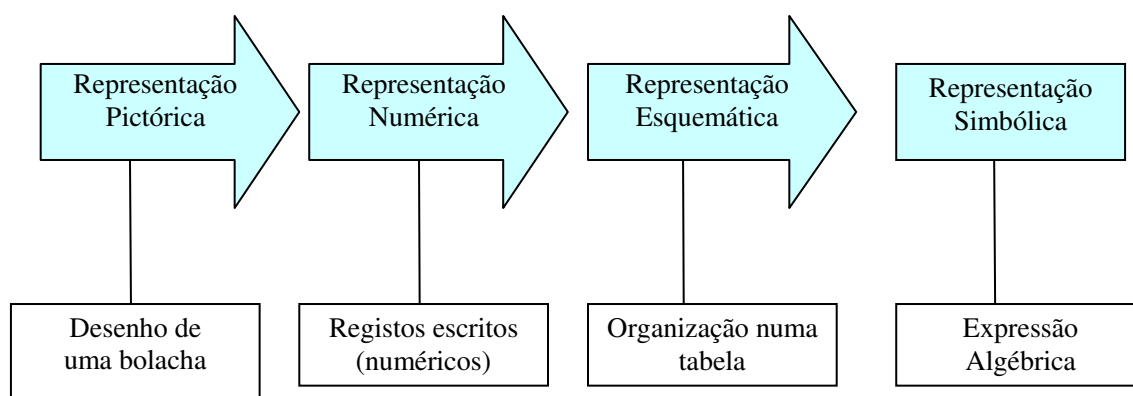 Representação
Pictórica
Representação
Numérica
Representação
Esquemática
Representação
Simbólica
Desenho de
uma bolacha
Registos escritos
(numéricos)
Organização numa
tabela
Expressão
Algébrica